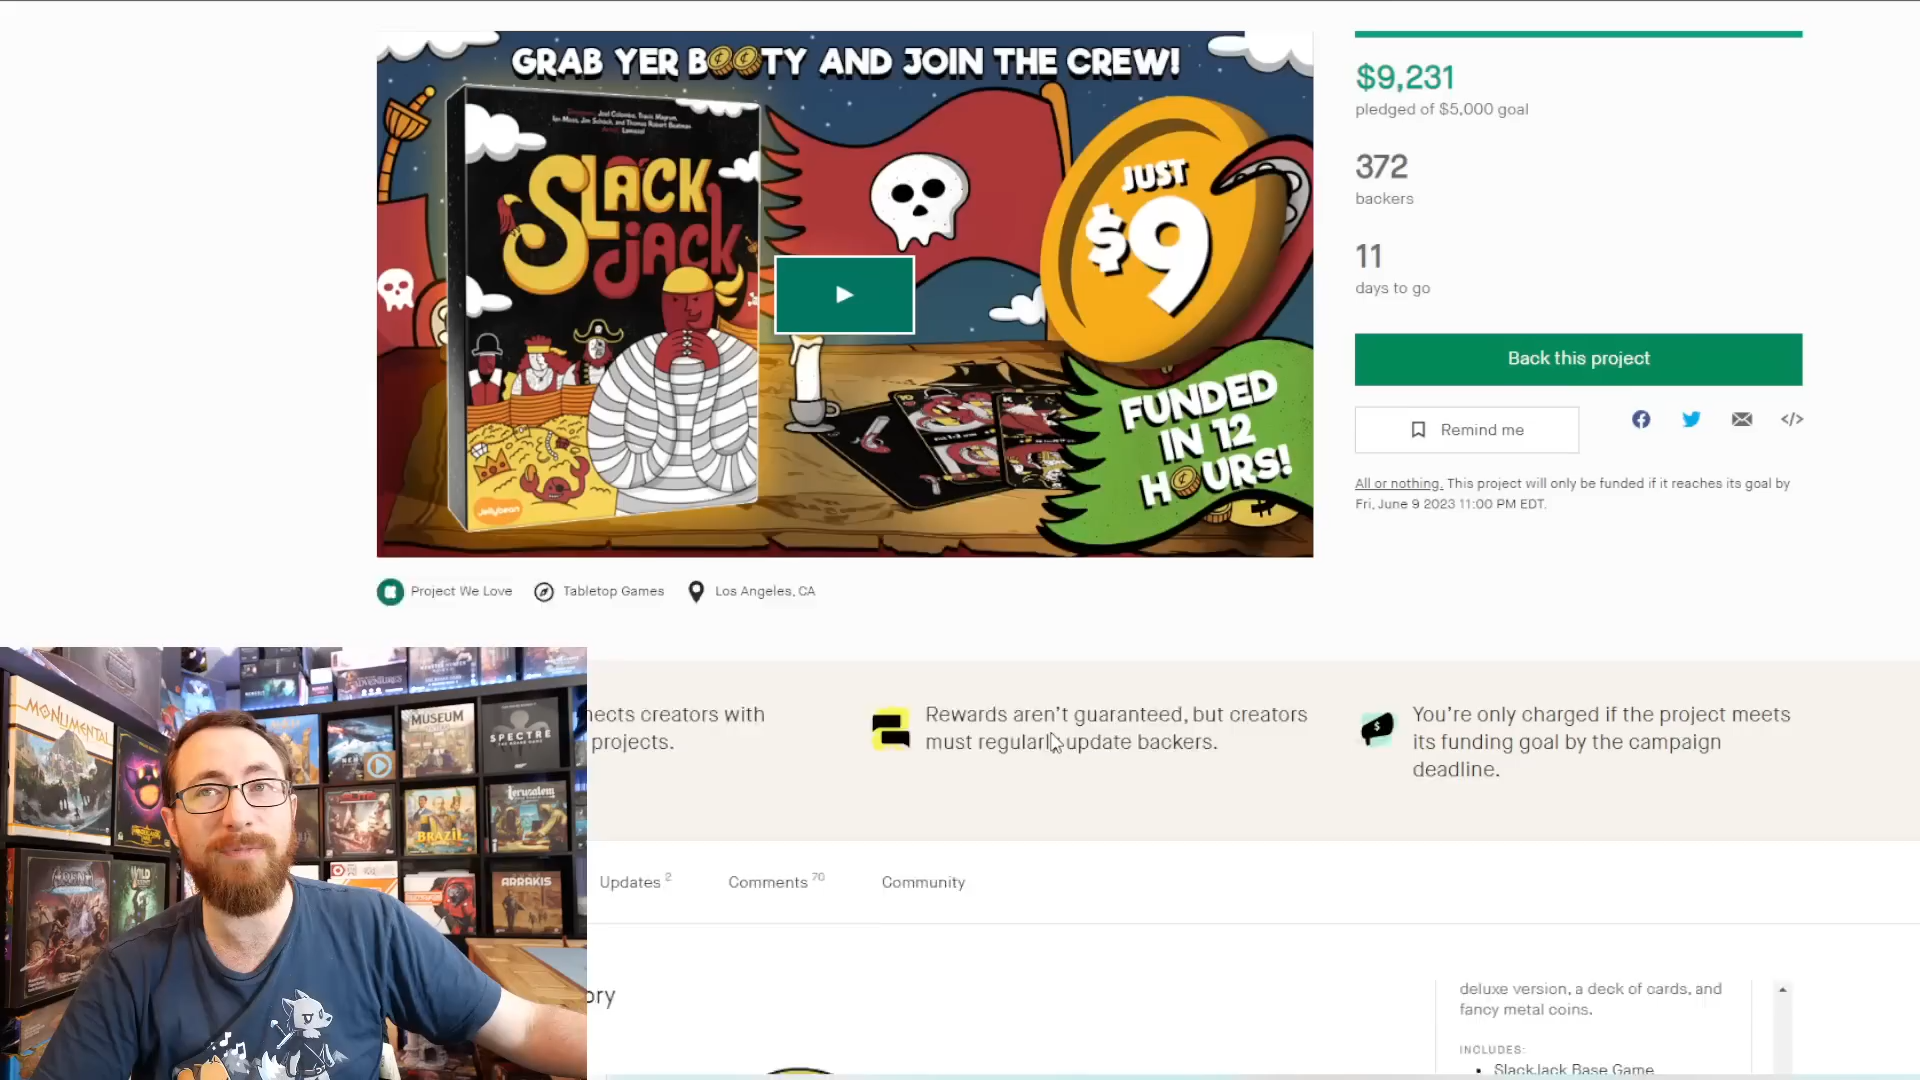 GRAB YER BOOTY AND JOIN THE CREW!
SLACK
JACK
Jellybean
JUST
$9
FUNDED
IN 12
HOURS!
$9,231
pledged of $5,000 goal
372
backers
11
days to go
Back this project
Remind me
All or nothing. This project will only be funded if it reaches its goal by
Fri, June 9 2023 11:00 PM EDT.
Project We Love
Tabletop Games
Los Angeles, CA
nects creators with
projects.
Rewards aren't guaranteed, but creators
must regularly update backers.
You're only charged if the project meets
its funding goal by the campaign
deadline.
Updates 2
Comments 70
Community
ory
deluxe version, a deck of cards, and
fancy metal coins.
INCLUDES:
SlackJack Base Game
MONUMENTAL
MUSEUM
SPECTRE
BRAZIL
Jerusalem
WILD
ARRAKIS